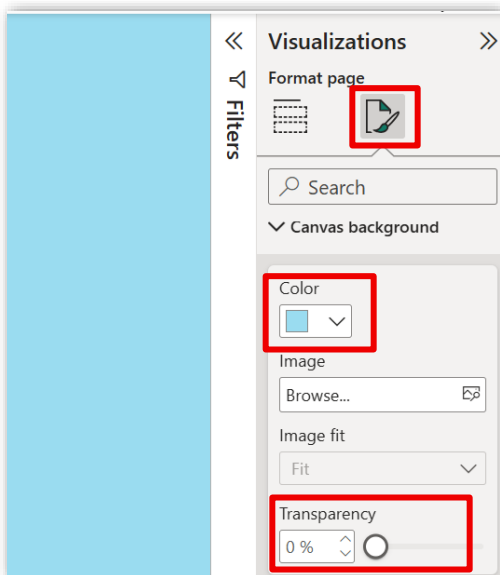 Visualizations
Format page
Filters
Search
Canvas background
Color
Image
Browse...
Image fit
Fit
Transparency
0 %